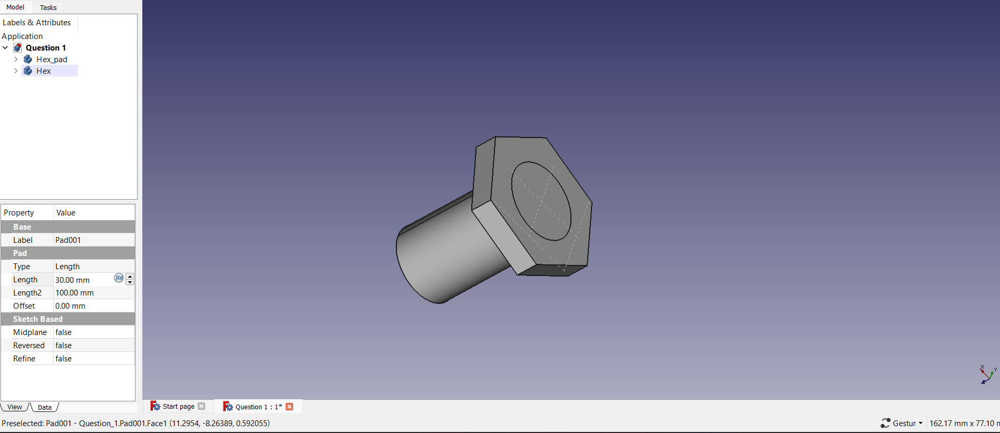 Model Tasks
Labels & Attributes
Application
Question 1
Hex_pad
Hex
Property Value
Base
Label Pad001
Pad
Type Length
Length 30.00 mm
Length2 100.00 mm
Offset 0.00 mm
Sketch Based
Midplane false
Reversed false
Refine false
View Data
X
Y
Z
Start page
Question 1 : 1*
Preselected: Pad001 - Question_1.Pad001.Face1 (11.2954, -8.26389, 0.592055)
Gestur
162.17 mm x 77.10 m